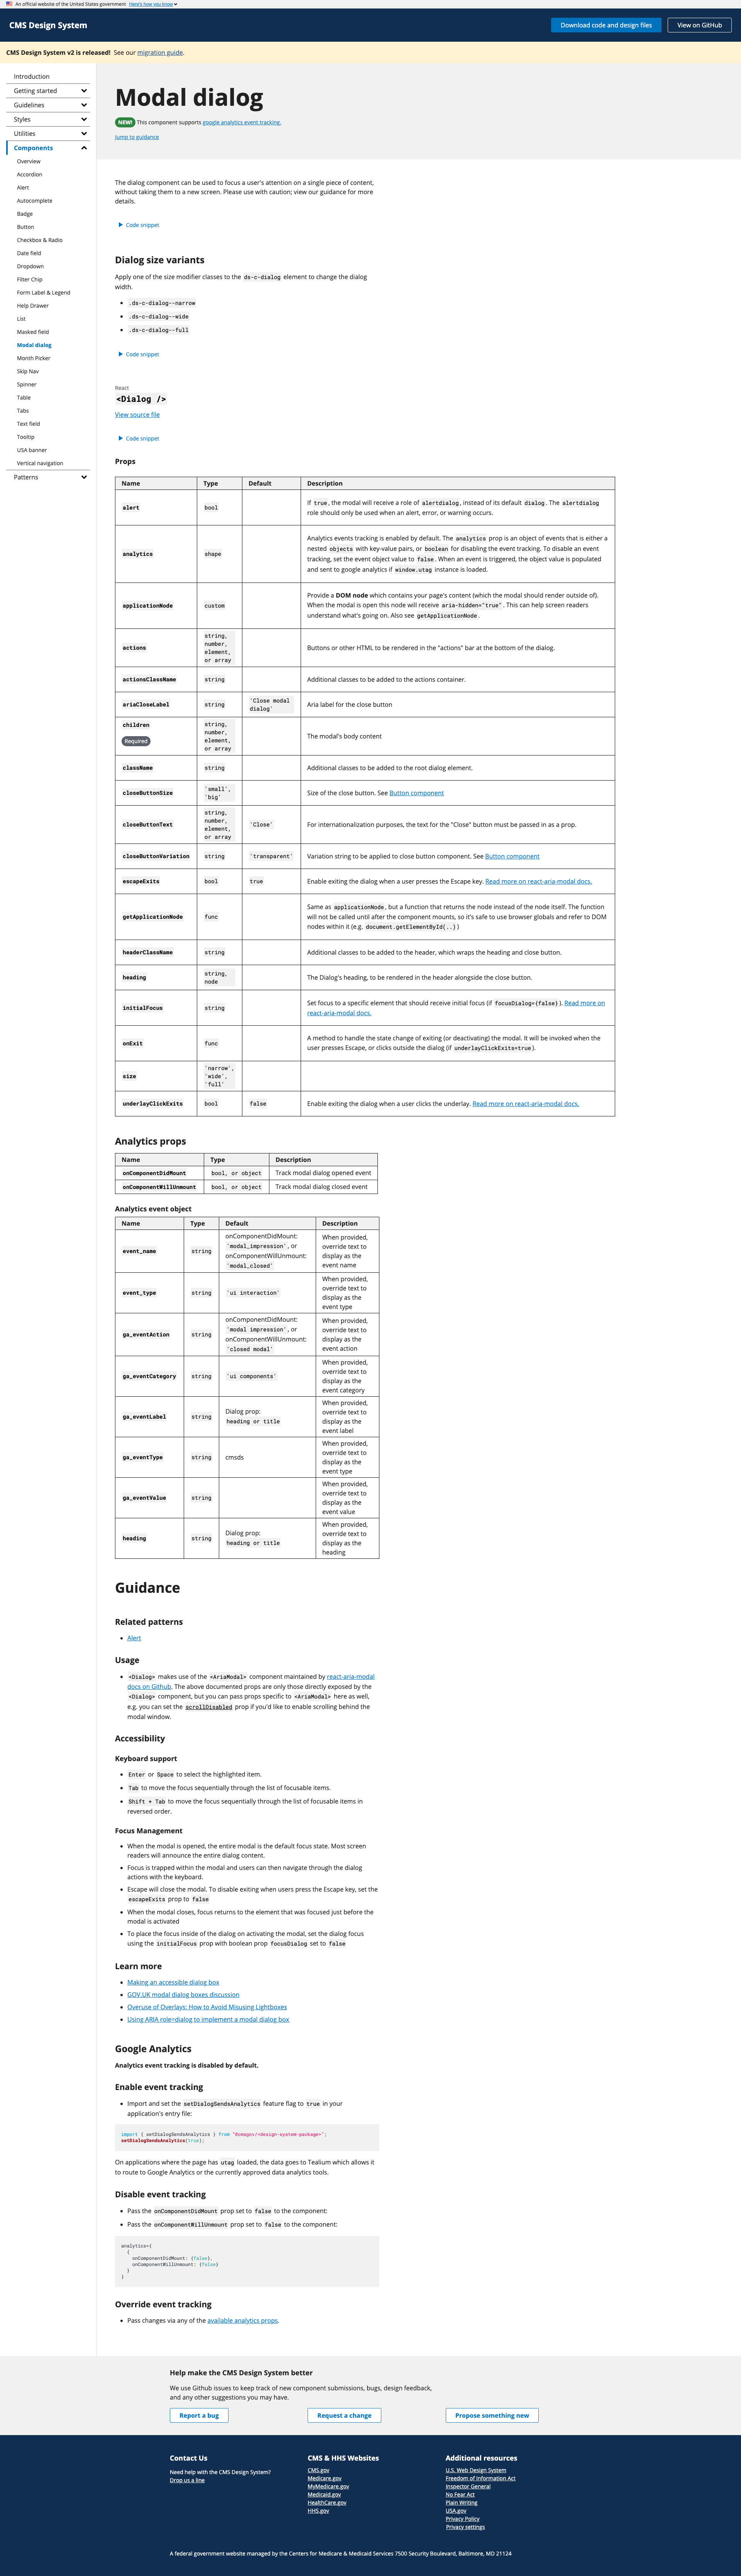 An official website of the United States government Here's how you know
CMS Design System
Download code and design files
View on GitHub
CMS Design System v2 is released! See our migration guide.
Introduction
Getting started
Guidelines
Styles
Utilities
Components
Overview
Accordion
Alert
Autocomplete
Badge
Button
Checkbox & Radio
Date field
Dropdown
Filter Chip
Form Label & Legend
Help Drawer
List
Masked field
Modal dialog
Month Picker
Skip Nav
Spinner
Table
Tabs
Text field
Tooltip
USA banner
Vertical navigation
Patterns
Modal dialog
NEW! This component supports google analytics event tracking.
Jump to guidance
The dialog component can be used to focus a user's attention on a single piece of content,
without taking them to a new screen. Please use with caution; view our guidance for more
details.
Code snippet
Dialog size variants
Apply one of the size modifier classes to the ds-c-dialog element to change the dialog
width.
.ds-c-dialog--narrow
.ds-c-dialog--wide
.ds-c-dialog--full
Code snippet
React
<Dialog />
View source file
Code snippet
Props
Name Type Default Description
alert bool If true, the modal will receive a role of alertdialog, instead of its default dialog. The alertdialog
role should only be used when an alert, error, or warning occurs.
analytics shape Analytics events tracking is enabled by default. The analytics prop is an object of events that is either a
nested objects with key-value pairs, or boolean for disabling the event tracking. To disable an event
tracking, set the event object value to false. When an event is triggered, the object value is populated
and sent to google analytics if window.utag instance is loaded.
applicationNode custom Provide a DOM node which contains your page's content (which the modal should render outside of).
When the modal is open this node will receive aria-hidden="true". This can help screen readers
understand what's going on. Also see getApplicationNode.
actions string, number, element, or array Buttons or other HTML to be rendered in the "actions" bar at the bottom of the dialog.
actionsClassName string Additional classes to be added to the actions container.
ariaCloseLabel string 'Close modal dialog' Aria label for the close button
children Required string, number, element, or array The modal's body content
className string Additional classes to be added to the root dialog element.
closeButtonSize 'small', 'big' Size of the close button. See Button component
closeButtonText string, number, element, or array 'Close' For internationalization purposes, the text for the "Close" button must be passed in as a prop.
closeButtonVariation string 'transparent' Variation string to be applied to close button component. See Button component
escapeExits bool true Enable exiting the dialog when a user presses the Escape key. Read more on react-aria-modal docs.
getApplicationNode func Same as applicationNode, but a function that returns the node instead of the node itself. The function
will not be called until after the component mounts, so it's safe to use browser globals and refer to DOM
nodes within it (e.g. document.getElementById(..))
headerClassName string Additional classes to be added to the header, which wraps the heading and close button.
heading string, node The Dialog's heading, to be rendered in the header alongside the close button.
initialFocus string Set focus to a specific element that should receive initial focus (if focusDialog={false}). Read more on
react-aria-modal docs.
onExit func A method to handle the state change of exiting (or deactivating) the modal. It will be invoked when the
user presses Escape, or clicks outside the dialog (if underlayClickExits=true).
size 'narrow', 'wide', 'full'
underlayClickExits bool false Enable exiting the dialog when a user clicks the underlay. Read more on react-aria-modal docs.
Analytics props
Name Type Description
onComponentDidMount bool, or object Track modal dialog opened event
onComponentWillUnmount bool, or object Track modal dialog closed event
Analytics event object
Name Type Default Description
event_name string onComponentDidMount: 'modal_impression', or onComponentWillUnmount: 'modal_closed' When provided, override text to display as the event name
event_type string 'ui interaction' When provided, override text to display as the event type
ga_eventAction string onComponentDidMount: 'modal impression', or onComponentWillUnmount: 'closed modal' When provided, override text to display as the event action
ga_eventCategory string 'ui components' When provided, override text to display as the event category
ga_eventLabel string Dialog prop: heading or title When provided, override text to display as the event label
ga_eventType string cmsds When provided, override text to display as the event type
ga_eventValue string When provided, override text to display as the event value
heading string Dialog prop: heading or title When provided, override text to display as the heading
Guidance
Related patterns
Alert
Usage
<Dialog> makes use of the <AriaModal> component maintained by react-aria-modal
docs on Github. The above documented props are only those directly exposed by the
<Dialog> component, but you can pass props specific to <AriaModal> here as well,
e.g. you can set the scrollDisabled prop if you'd like to enable scrolling behind the
modal window.
Accessibility
Keyboard support
Enter or Space to select the highlighted item.
Tab to move the focus sequentially through the list of focusable items.
Shift + Tab to move the focus sequentially through the list of focusable items in
reversed order.
Focus Management
When the modal is opened, the entire modal is the default focus state. Most screen
readers will announce the entire dialog content.
Focus is trapped within the modal and users can then navigate through the dialog
actions with the keyboard.
Escape will close the modal. To disable exiting when users press the Escape key, set the
escapeExits prop to false
When the modal closes, focus returns to the element that was focused just before the
modal is activated
To place the focus inside of the dialog on activating the modal, set the dialog focus
using the initialFocus prop with boolean prop focusDialog set to false
Learn more
Making an accessible dialog box
GOV.UK modal dialog boxes discussion
Overuse of Overlays: How to Avoid Misusing Lightboxes
Using ARIA role=dialog to implement a modal dialog box
Google Analytics
Analytics event tracking is disabled by default.
Enable event tracking
Import and set the setDialogSendsAnalytics feature flag to true in your
application's entry file:
import { setDialogSendsAnalytics } from "@cmsgov/<design-system-package>";
setDialogSendsAnalytics(true);
On applications where the page has utag loaded, the data goes to Tealium which allows it
to route to Google Analytics or the currently approved data analytics tools.
Disable event tracking
Pass the onComponentDidMount prop set to false to the component:
Pass the onComponentWillUnmount prop set to false to the component:
analytics={
{
onComponentDidMount: {false},
onComponentWillUnmount: {false}
}
}
Override event tracking
Pass changes via any of the available analytics props.
Help make the CMS Design System better
We use Github issues to keep track of new component submissions, bugs, design feedback,
and any other suggestions you may have.
Report a bug
Request a change
Propose something new
Contact Us
Need help with the CMS Design System?
Drop us a line
CMS & HHS Websites
CMS.gov
Medicare.gov
MyMedicare.gov
Medicaid.gov
HealthCare.gov
HHS.gov
Additional resources
U.S. Web Design System
Freedom of Information Act
Inspector General
No Fear Act
Plain Writing
USA.gov
Privacy Policy
Privacy settings
A federal government website managed by the Centers for Medicare & Medicaid Services 7500 Security Boulevard, Baltimore, MD 21124